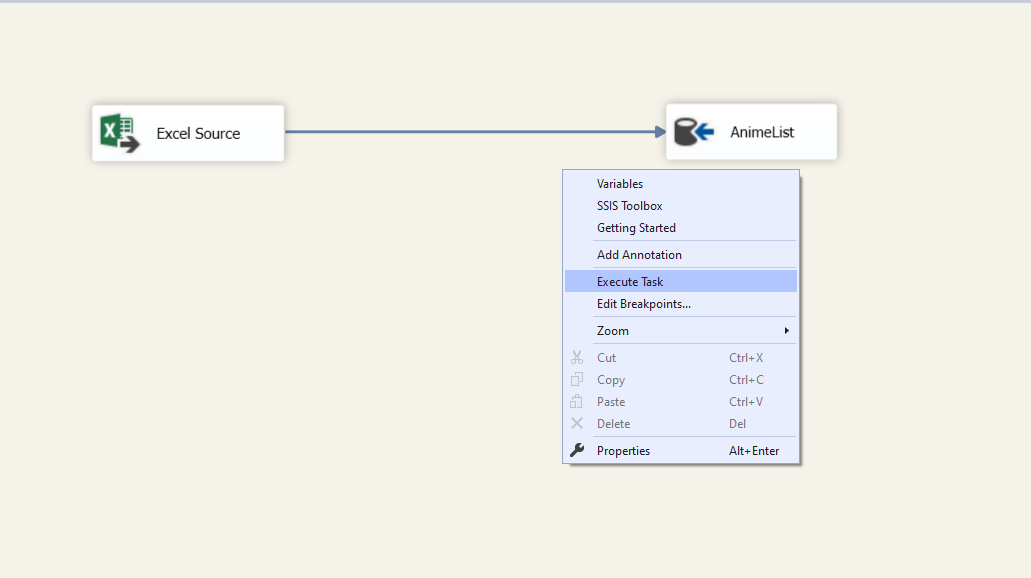 Excel Source
AnimeList
Variables
SSIS Toolbox
Getting Started
Add Annotation
Execute Task
Edit Breakpoints...
Zoom
Cut Ctrl+X
Copy Ctrl+C
Paste Ctrl+V
Delete Del
Properties Alt+Enter